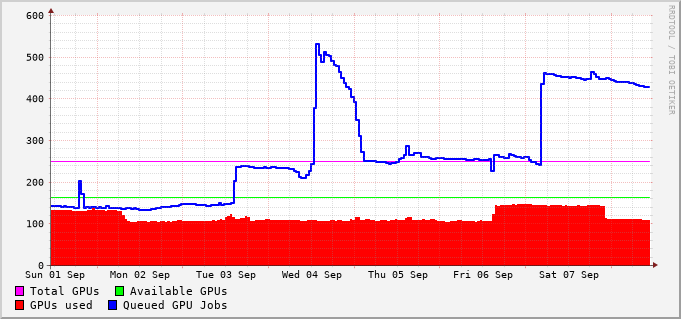 600
500
400
300
200
100
0
Sun 01 Sep Mon 02 Sep Tue 03 Sep Wed 04 Sep Thu 05 Sep Fri 06 Sep Sat 07 Sep
Total GPUs Available GPUs
GPUs used Queued GPU Jobs
RRDTOOL / TOBI OETIKER